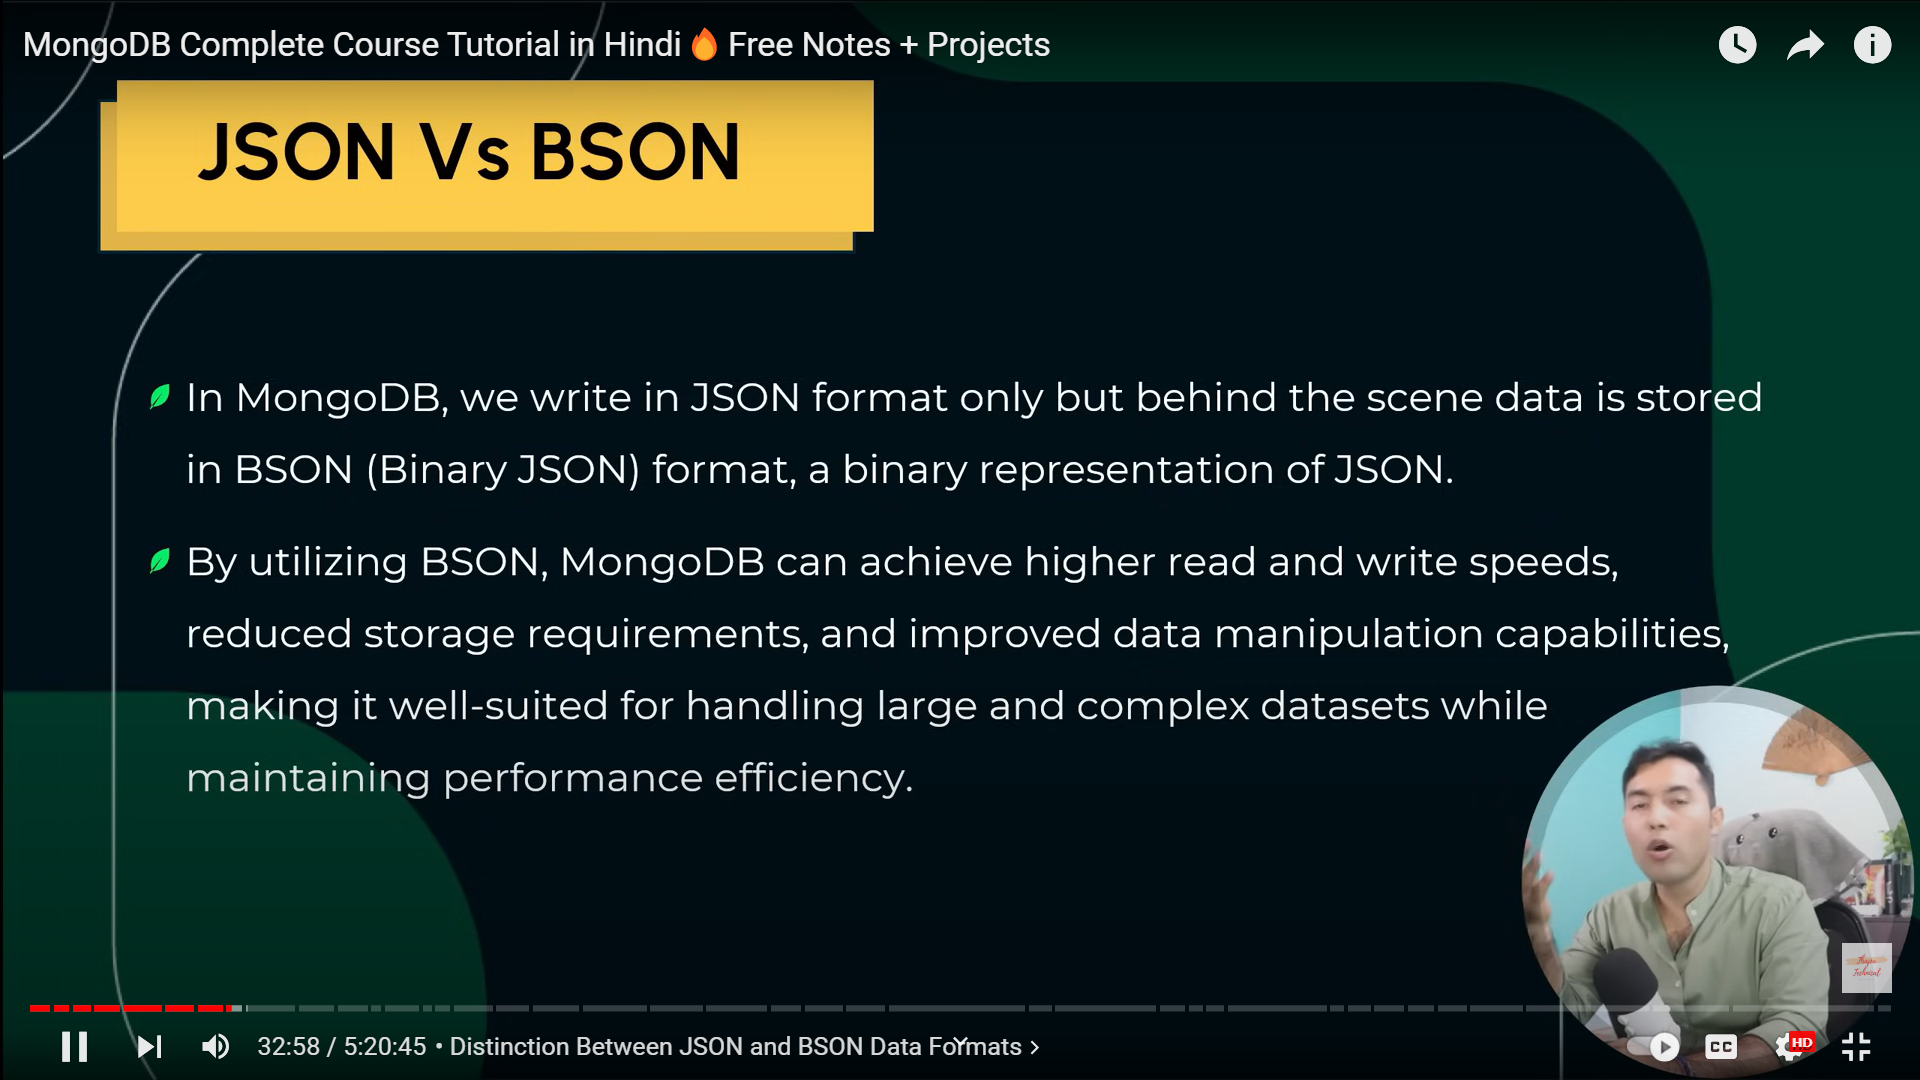 MongoDB Complete Course Tutorial in Hindi🔥Free Notes + Projects
JSON Vs BSON
In MongoDB, we write in JSON format only but behind the scene data is stored
in BSON (Binary JSON) format, a binary representation of JSON.
By utilizing BSON, MongoDB can achieve higher read and write speeds,
reduced storage requirements, and improved data manipulation capabilities,
making it well-suited for handling large and complex datasets while
maintaining performance efficiency.
Thapa
Technical
32:58 / 5:20:45 • Distinction Between JSON and BSON Data Formats
CC
HD